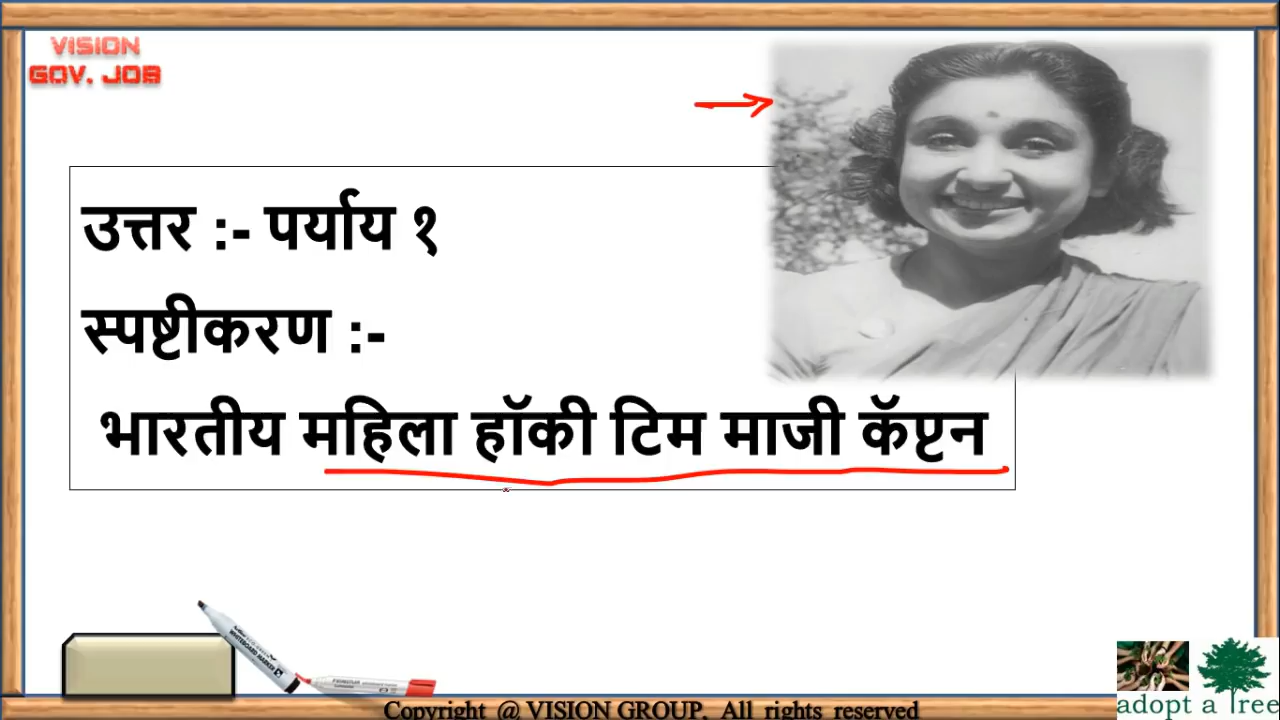 VISION
GOV. JOB
उत्तर :- पर्याय १
स्पष्टीकरण :-
भारतीय महिला हॉकी टिम माजी कॅप्टन
adopt a Tree
Copyright @ VISION GROUP. All rights reserved